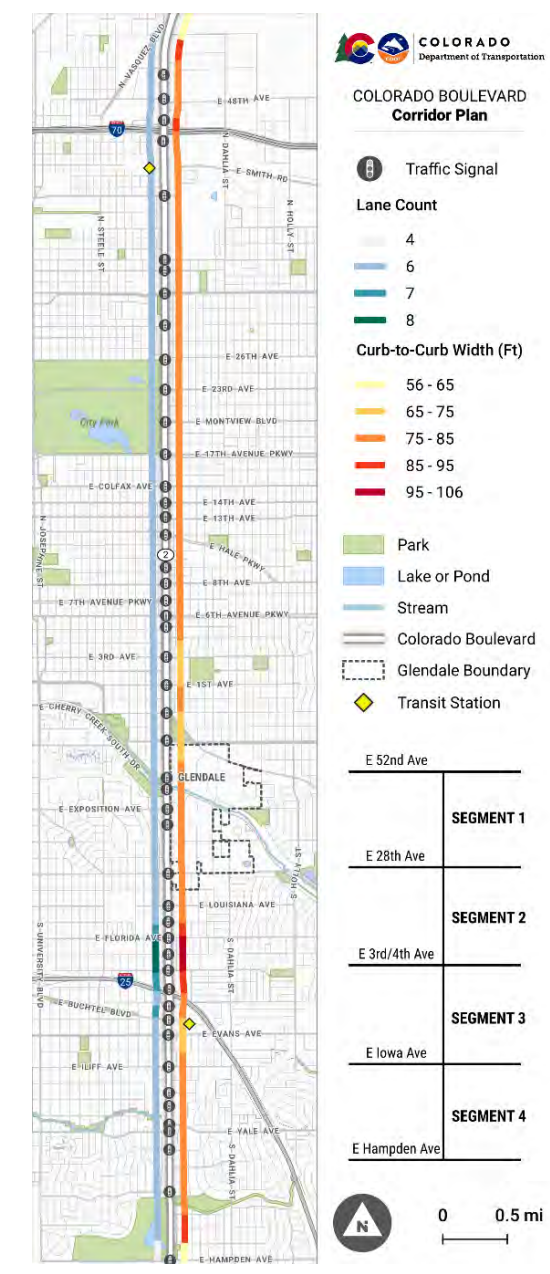 COLORADO
Department of Transportation
CDOT
COLORADO BOULEVARD
Corridor Plan
Traffic Signal
Lane Count
4
6
7
8
Curb-to-Curb Width (Ft)
56 - 65
65 - 75
75 - 85
85 - 95
95 - 106
Park
Lake or Pond
Stream
Colorado Boulevard
Glendale Boundary
Transit Station
E 52nd Ave
SEGMENT 1
E 28th Ave
SEGMENT 2
E 3rd/4th Ave
SEGMENT 3
E Iowa Ave
SEGMENT 4
E Hampden Ave
N
0 0.5 mi
N VASQUEZ BLVD
E 48TH AVE
70
N DAHLIA ST
E SMITH RD
N STEELE ST
N HOLLY ST
E 26TH AVE
E 23RD AVE
City Park
E MONTVIEW BLVD
E 17TH AVENUE PKWY
E COLFAX AVE
E 14TH AVE
E 13TH AVE
N JOSEPHINE ST
2
E HALE PKWY
E 8TH AVE
E 7TH AVENUE PKWY
E 6TH AVENUE PKWY
E 3RD AVE
E 1ST AVE
E CHERRY CREEK SOUTH DR
GLENDALE
E EXPOSITION AVE
S HOLLY ST
E LOUISIANA AVE
S UNIVERSITY BLVD
E FLORIDA AVE
S DAHLIA ST
25
E BUCHTEL BLVD
E EVANS AVE
E ILIFF AVE
E YALE AVE
S DAHLIA ST
E HAMPDEN AVE